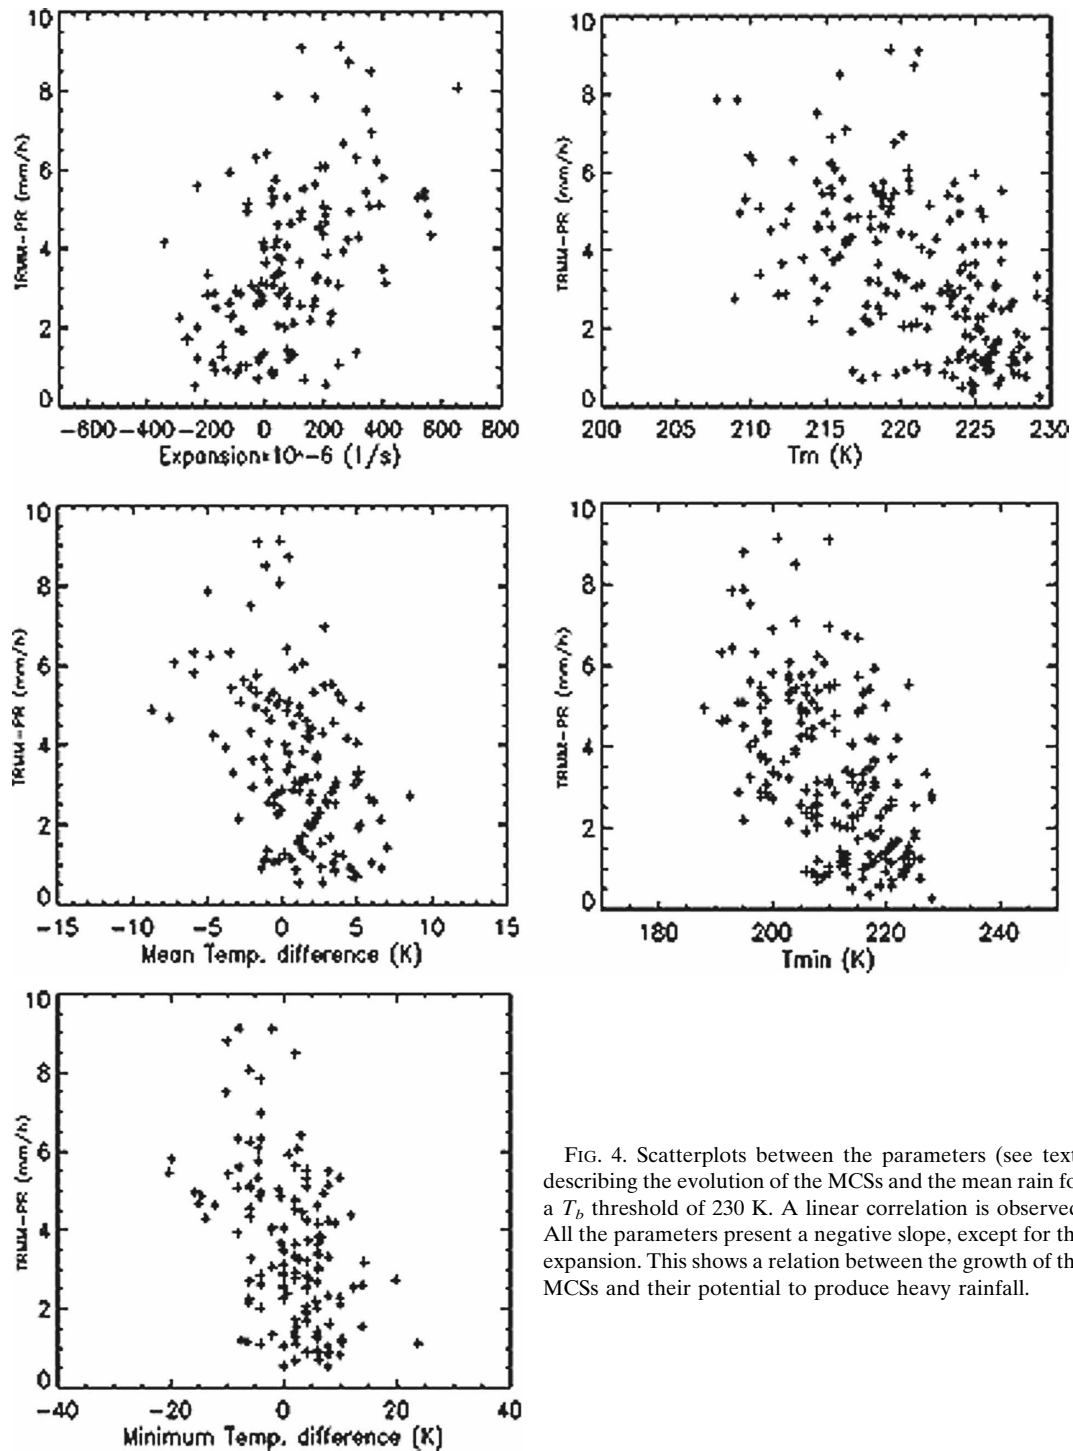 10
8
6
4
2
0
TRMM-PR (mm/h)
-600 -400 -200 0 200 400 600 800
Expansion*10^-6 (1/s)
10
8
6
4
2
0
TRMM-PR (mm/h)
200 205 210 215 220 225 230
Tm (K)
10
8
6
4
2
0
TRMM-PR (mm/h)
-15 -10 -5 0 5 10 15
Mean Temp. difference (K)
10
8
6
4
2
0
TRMM-PR (mm/h)
180 200 220 240
Tmin (K)
10
8
6
4
2
0
TRMM-PR (mm/h)
-40 -20 0 20 40
Minimum Temp. difference (K)
FIG. 4. Scatterplots between the parameters (see text
describing the evolution of the MCSs and the mean rain fo
a Tb threshold of 230 K. A linear correlation is observed
All the parameters present a negative slope, except for th
expansion. This shows a relation between the growth of th
MCSs and their potential to produce heavy rainfall.